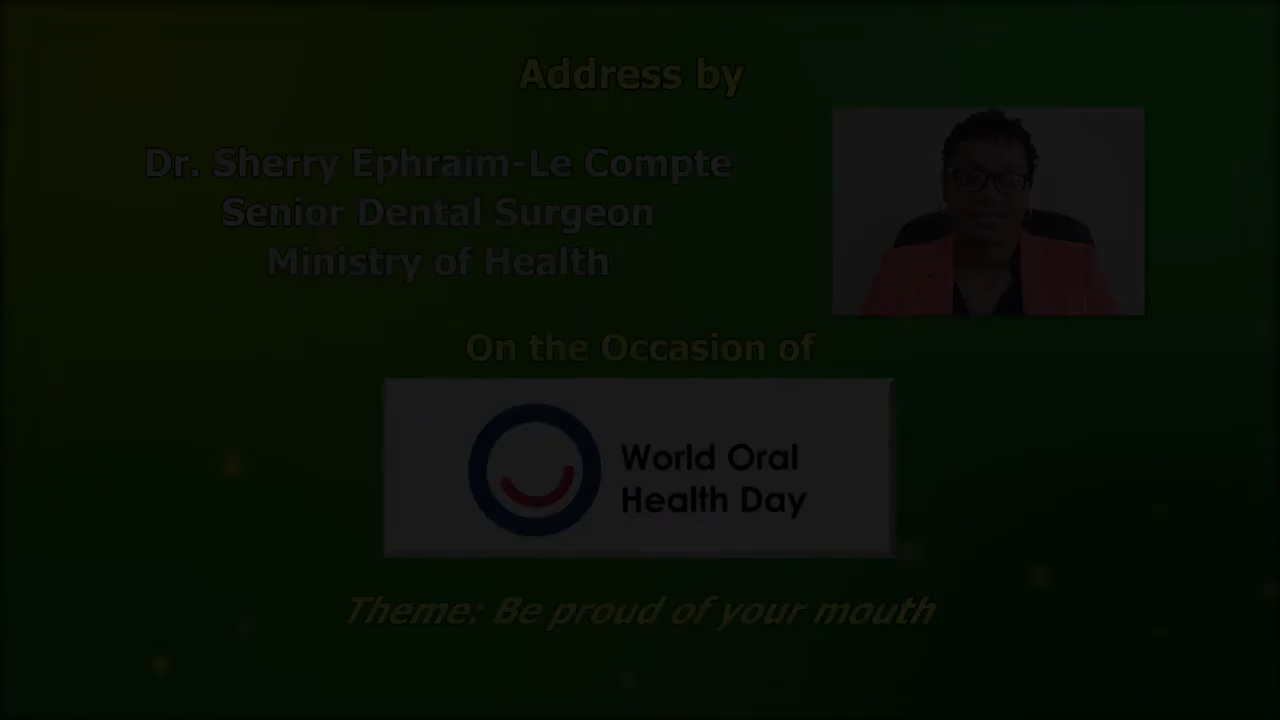 Address by
Dr. Sherry Ephraim-Le Compte
Senior Dental Surgeon
Ministry of Health
On the Occasion of
World Oral
Health Day
Theme: Be proud of your mouth